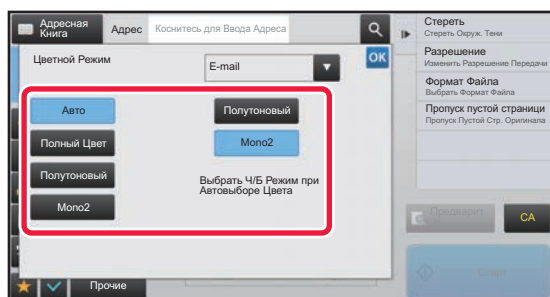 Адресная Книга
Адрес
Коснитесь для Ввода Адреса
Стереть
Стереть Окруж. Тени
Цветной Режим
E-mail
OK
Разрешение
Изменить Разрешение Передачи
Формат Файла
Выбрать Формат Файла
Авто
Полутоновый
Пропуск пустой страници
Пропуск Пустой Стр. Оригинала
Полный Цвет
Mono2
Полутоновый
Выбрать Ч/Б Режим при
Автовыборе Цвета
Mono2
Предварит.
CA
Старт
Прочие